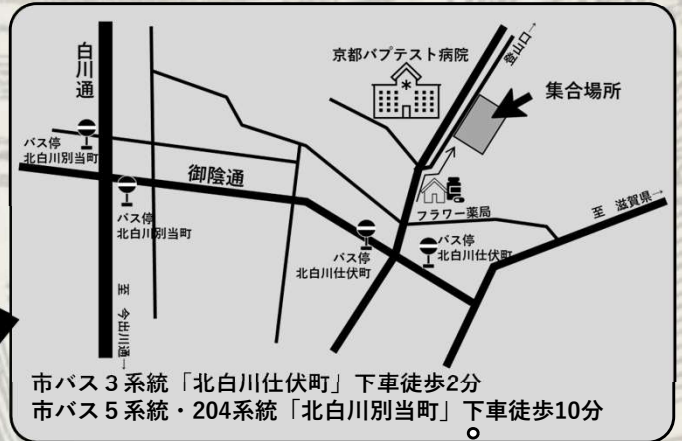 白川通
京都バプテスト病院
登山口→
集合場所
バス停
北白川別当町
御陰通
バス停
北白川別当町
フラワー薬局
至 滋賀県→
バス停
北白川仕伏町
バス停
北白川仕伏町
至 今出川通→
市バス3系統「北白川仕伏町」下車徒歩2分
市バス5系統・204系統「北白川別当町」下車徒歩10分